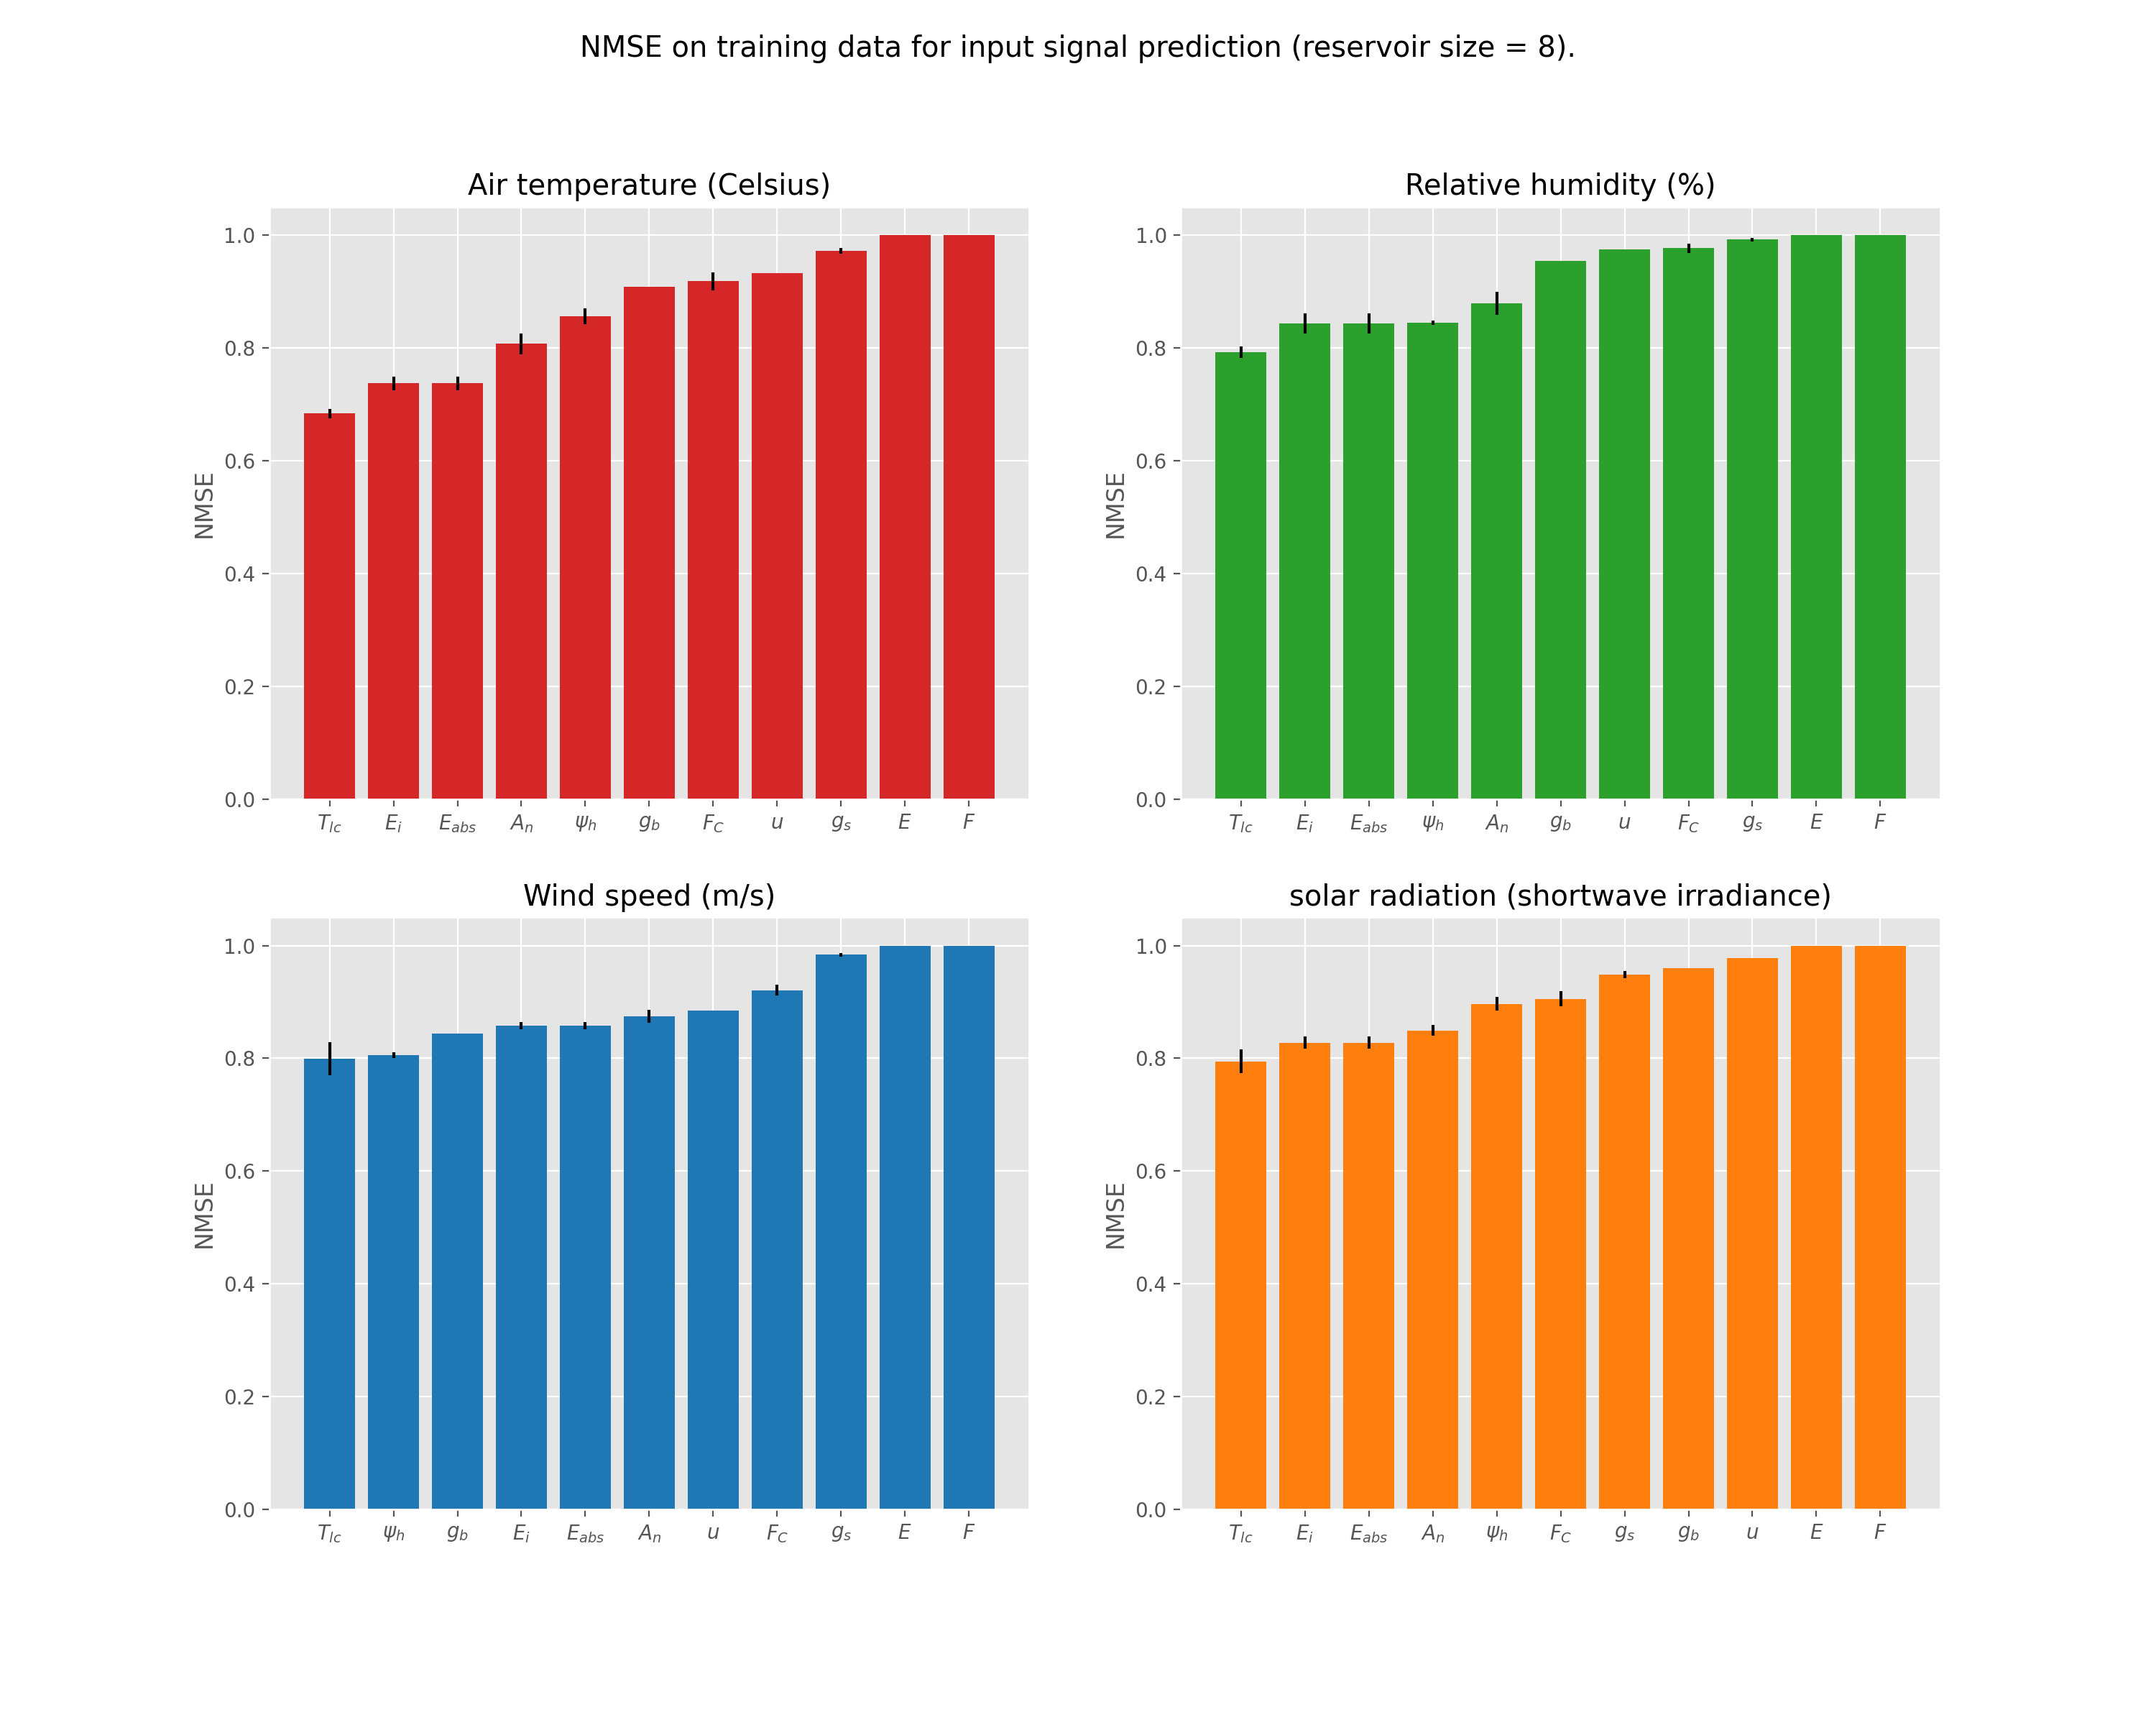 NMSE on training data for input signal prediction (reservoir size = 8).
Air temperature (Celsius)
1.0
0.8
0.6
0.4
0.2
0.0
NMSE
T_lc E_i E_abs A_n ψ_h g_b F_C u g_s E F
Relative humidity (%)
1.0
0.8
0.6
0.4
0.2
0.0
NMSE
T_lc E_i E_abs ψ_h A_n g_b u F_C g_s E F
Wind speed (m/s)
1.0
0.8
0.6
0.4
0.2
0.0
NMSE
T_lc ψ_h g_b E_i E_abs A_n u F_C g_s E F
solar radiation (shortwave irradiance)
1.0
0.8
0.6
0.4
0.2
0.0
NMSE
T_lc E_i E_abs A_n ψ_h F_C g_s g_b u E F